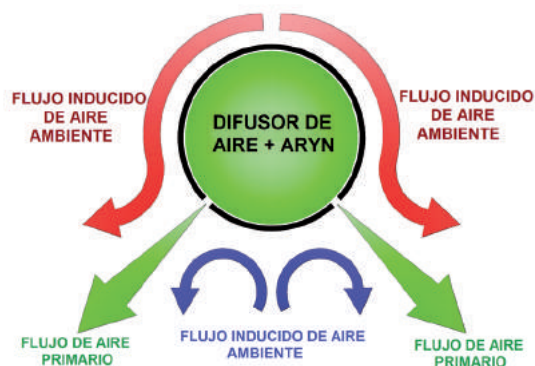 FLUJO INDUCIDO
DE AIRE
AMBIENTE
DIFUSOR DE
AIRE + ARYN
FLUJO INDUCIDO
DE AIRE
AMBIENTE
FLUJO DE AIRE
PRIMARIO
FLUJO INDUCIDO DE AIRE
AMBIENTE
FLUJO DE AIRE
PRIMARIO